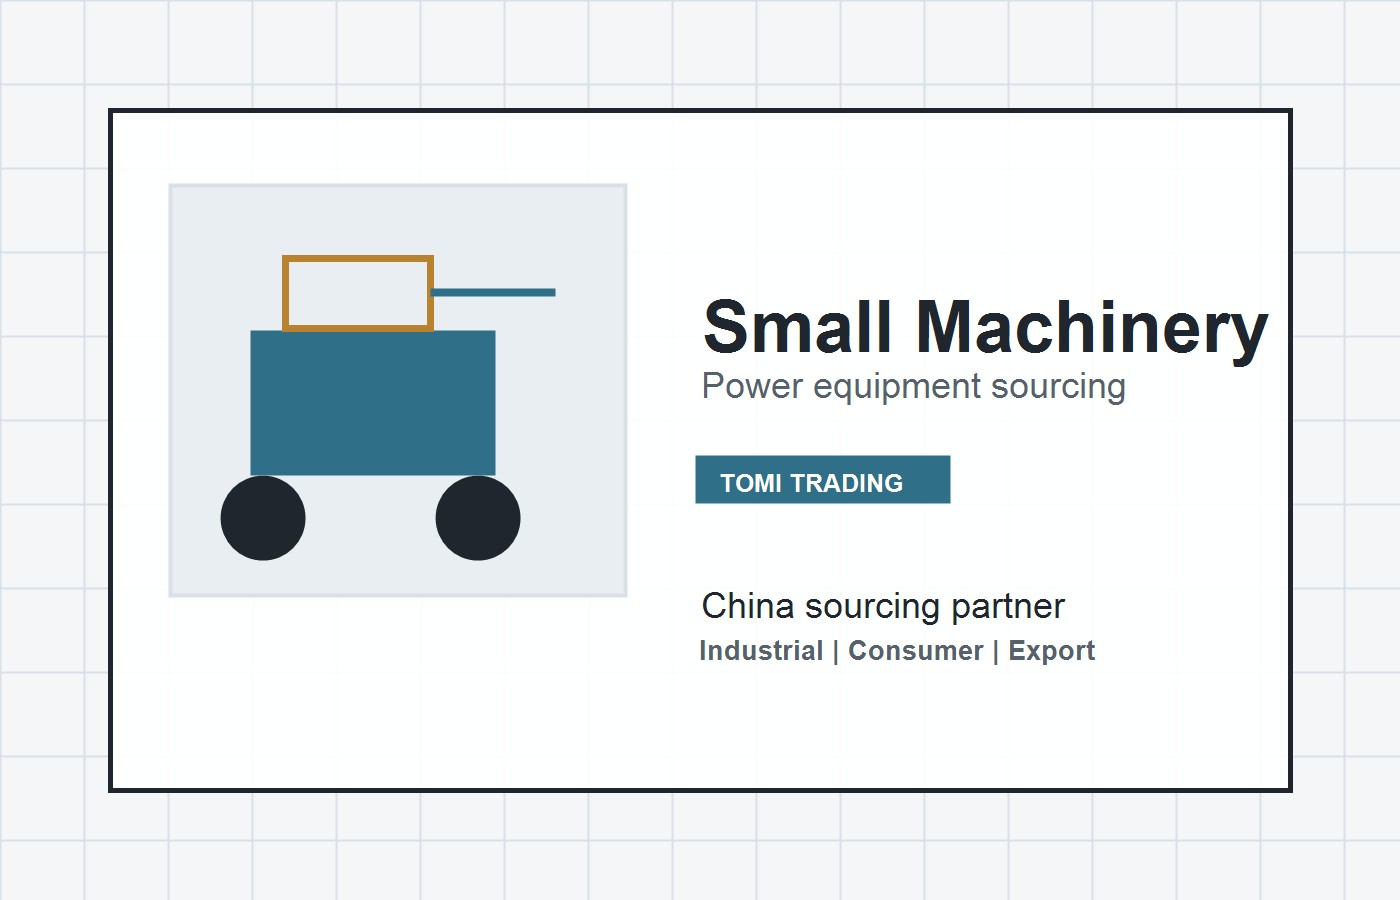 Small Machinery
Power equipment sourcing
TOMI TRADING
China sourcing partner
Industrial | Consumer | Export